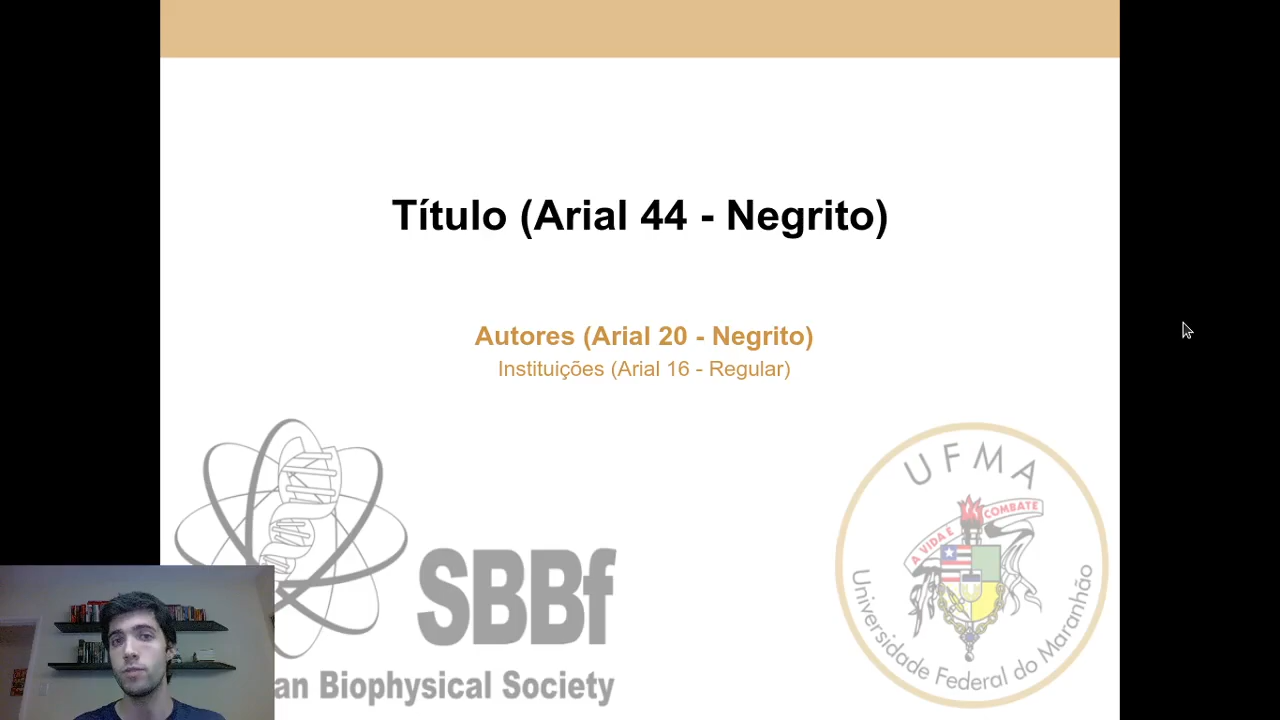 Título (Arial 44 - Negrito)
Autores (Arial 20 - Negrito)
Instituições (Arial 16 - Regular)
SBBf
an Biophysical Society
UFMA
A VIDA E COMBATE
Universidade Federal do Maranhão